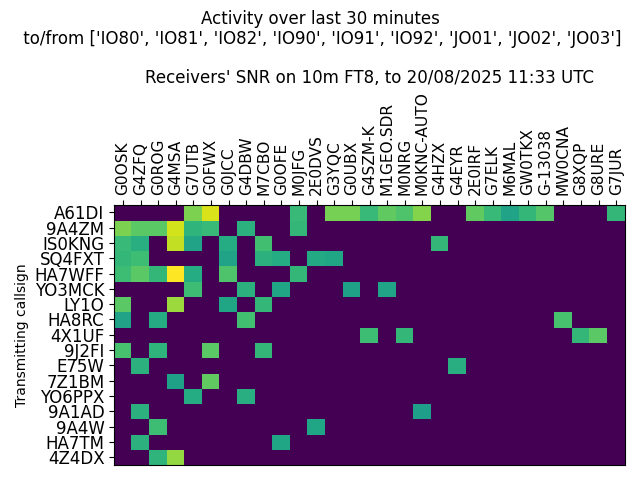 Activity over last 30 minutes
to/from ['IO80', 'IO81', 'IO82', 'IO90', 'IO91', 'IO92', 'JO01', 'JO02', 'JO03']
Receivers' SNR on 10m FT8, to 20/08/2025 11:33 UTC
G0OSK
G4ZFQ
G0ROG
G4MSA
G7UTB
G0FWX
G0JCC
G4DBW
M7CBO
G0OFE
M0JFG
2E0DVS
G3YQC
G0UBX
G4SZM-K
M1GEO.SDR
M0NRG
M0KNC-AUTO
G4HZX
G4EYR
2E0IRF
G7ELK
M6MAL
GW0TKX
G-13038
MW0CNA
G8XQP
G8URE
G7JUR
Transmitting callsign
A61DI
9A4ZM
IS0KNG
SQ4FXT
HA7WFF
YO3MCK
LY1O
HA8RC
4X1UF
9J2FI
E75W
7Z1BM
YO6PPX
9A1AD
9A4W
HA7TM
4Z4DX